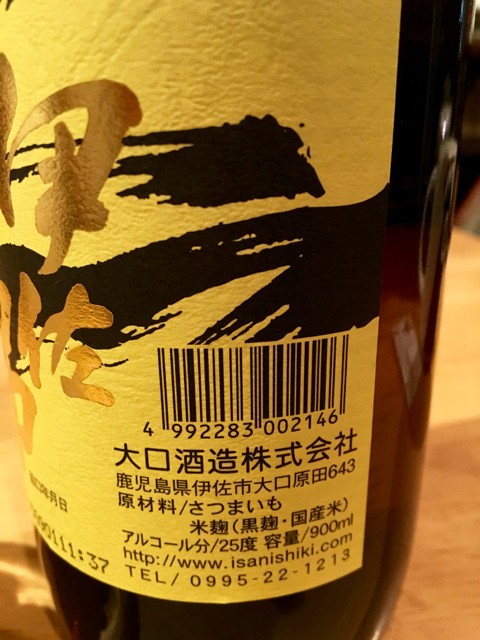 伊佐
4 992283 002146
大口酒造株式会社
鹿児島県伊佐市大口原田643
原材料/さつまいも
米麹(黒麹・国産米)
アルコール分/25度 容量/900ml
http://www.isanishiki.com
TEL/ 0995-22-1213